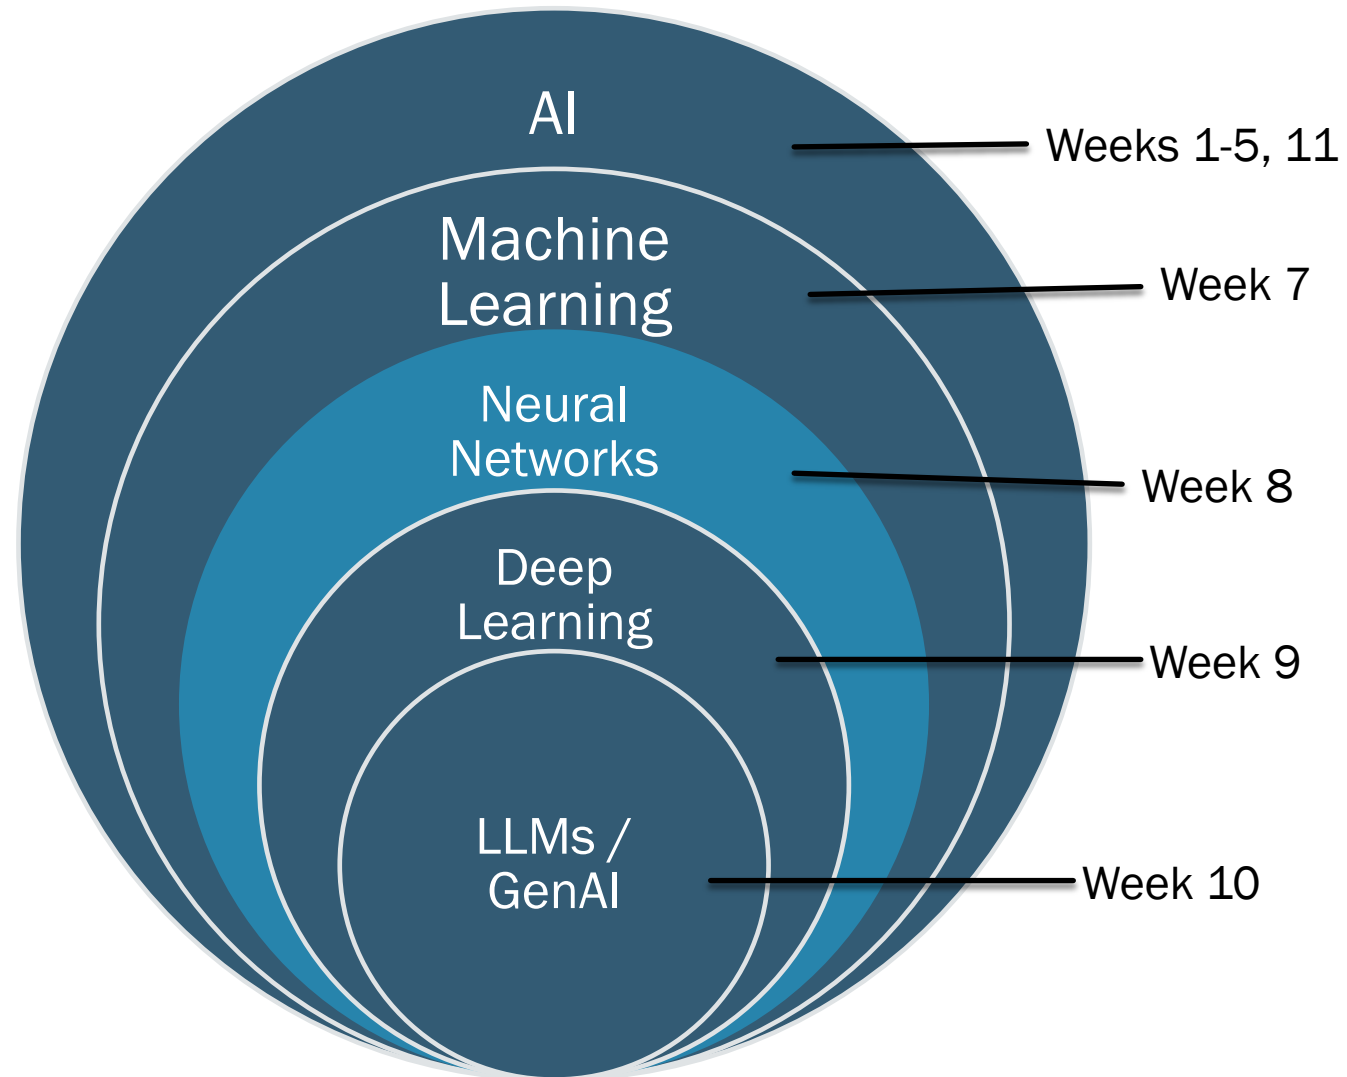 AI
Weeks 1-5, 11
Machine
Learning
Week 7
Neural
Networks
Week 8
Deep
Learning
Week 9
LLMs /
GenAI
Week 10